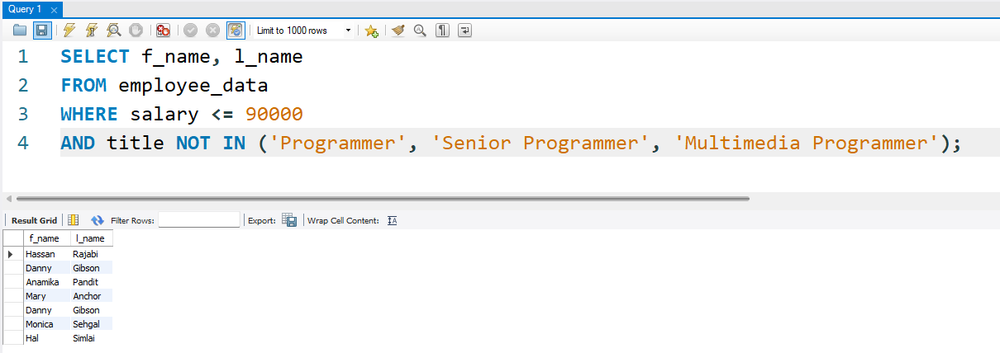 Query 1
Limit to 1000 rows
1 SELECT f_name, l_name
2 FROM employee_data
3 WHERE salary <= 90000
4 AND title NOT IN ('Programmer', 'Senior Programmer', 'Multimedia Programmer');
Result Grid Filter Rows: Export: Wrap Cell Content:
f_name l_name
Hassan Rajabi
Danny Gibson
Anamika Pandit
Mary Anchor
Danny Gibson
Monica Sehgal
Hal Simlai